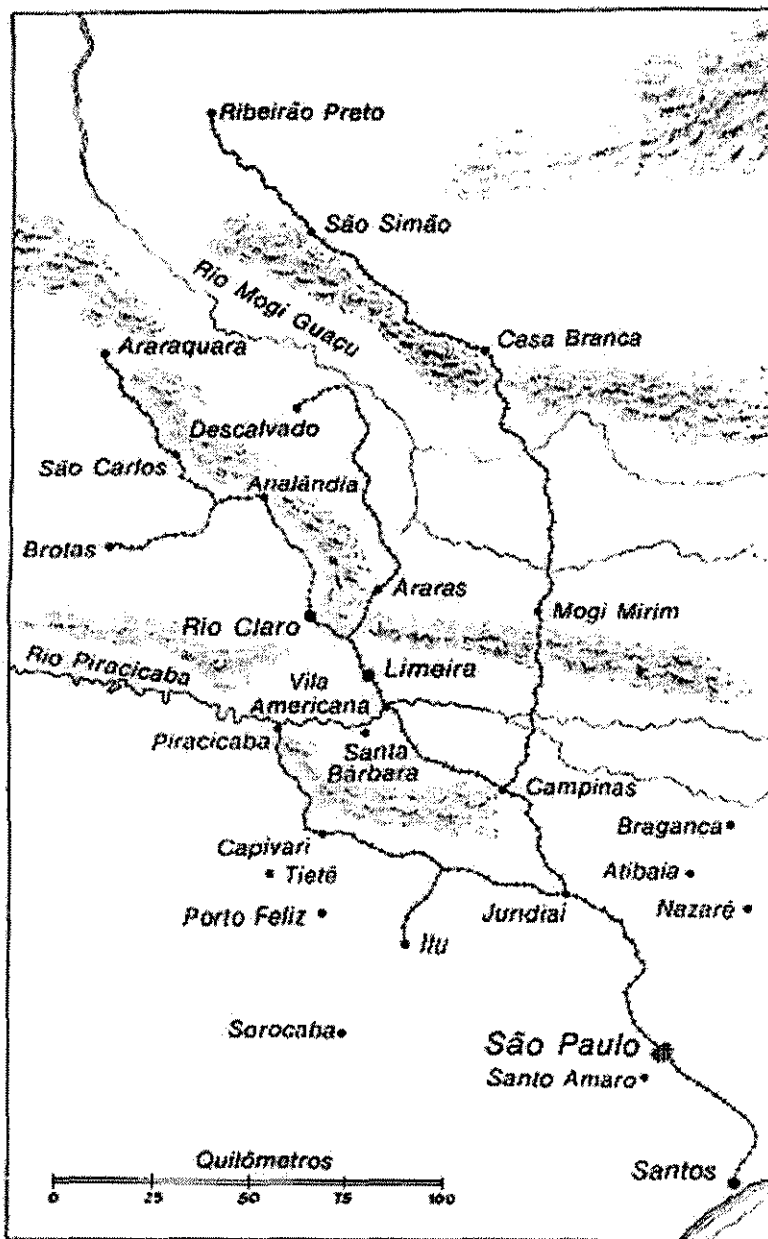 Ribeirão Preto
São Simão
Rio Mogi Guaçu
Casa Branca
Araraquara
Descalvado
São Carlos
Analândia
Brotas
Araras
Mogi Mirim
Rio Claro
Rio Piracicaba
Limeira
Vila
Americana
Piracicaba
Santa
Bárbara
Campinas
Bragança
Capivari
Tietê
Atibaia
Porto Feliz
Jundiaí
Nazaré
Itu
Sorocaba
São Paulo
Santo Amaro
Quilômetros
Santos
0 25 50 75 100